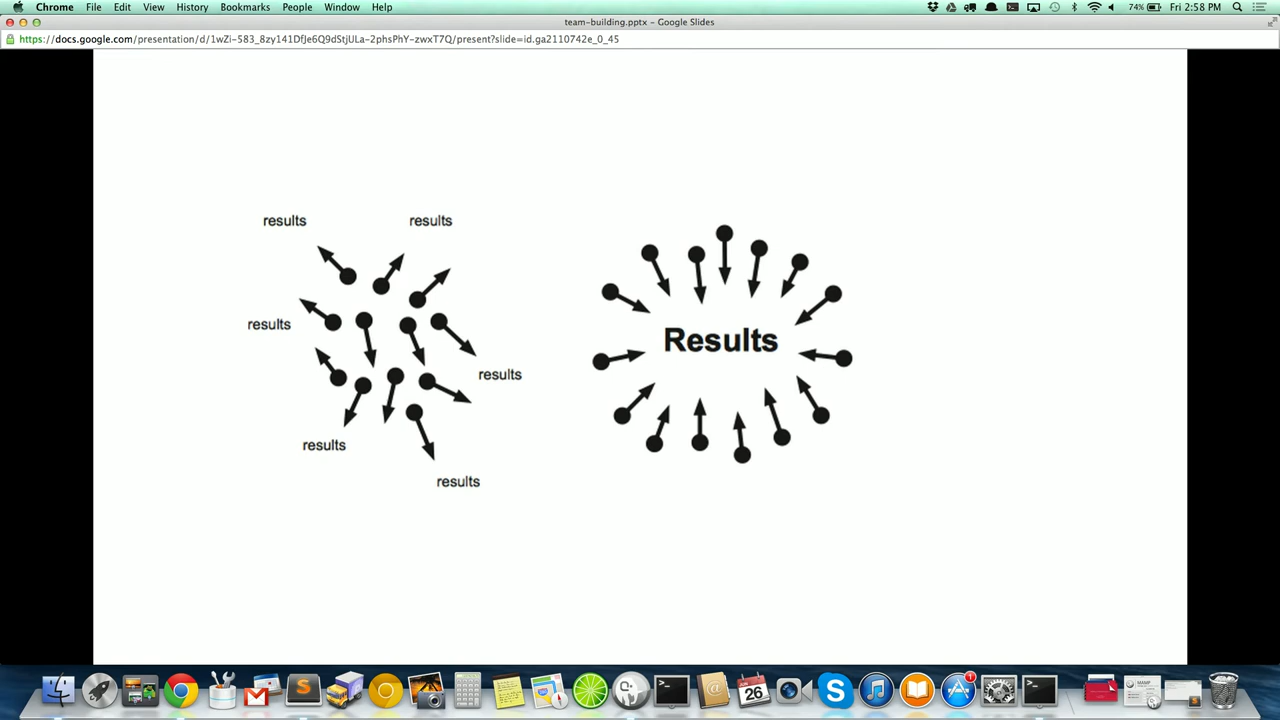 Chrome File Edit View History Bookmarks People Window Help 74% Fri 2:58 PM
team-building.pptx – Google Slides
https://docs.google.com/presentation/d/1wZi-583_8zy141DfJe6Q9dStjULa-2phsPhY-zwxT7Q/present?slide=id.ga2110742e_0_45
results results
results
results
results
results
Results
26
1